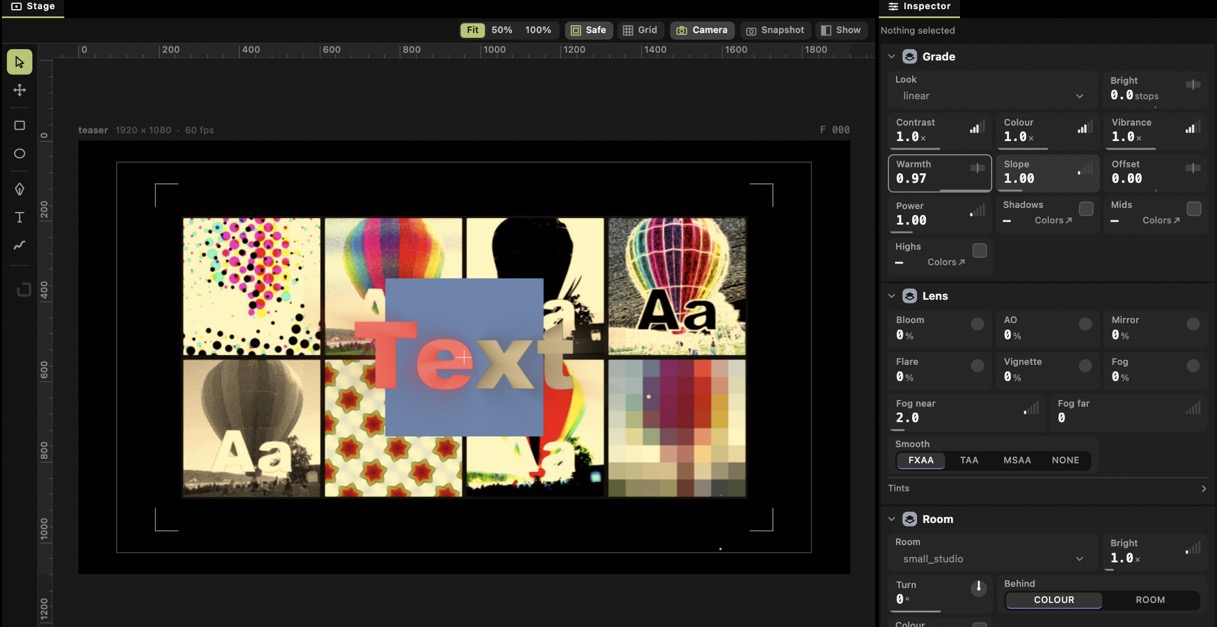 Stage
Fit 50% 100% Safe Grid Camera Snapshot Show
0 200 400 600 800 1000 1200 1400 1600 1800
0
200
400
600
800
1000
1200
T
teaser 1920 × 1080 · 60 fps F 000
Aa
a
Text
Aa
Aa
Inspector
Nothing selected
Grade
Look
linear
Bright
0.0 stops
Contrast
1.0 ×
Colour
1.0 ×
Vibrance
1.0 ×
Warmth
0.97
Slope
1.00
Offset
0.00
Power
1.00
Shadows
– Colors↗
Mids
– Colors↗
Highs
– Colors↗
Lens
Bloom
0 %
AO
0 %
Mirror
0 %
Flare
0 %
Vignette
0 %
Fog
0 %
Fog near
2.0
Fog far
0
Smooth
FXAA TAA MSAA NONE
Tints
Room
Room
small_studio
Bright
1.0 ×
Turn
0 °
Behind
COLOUR ROOM
Colour